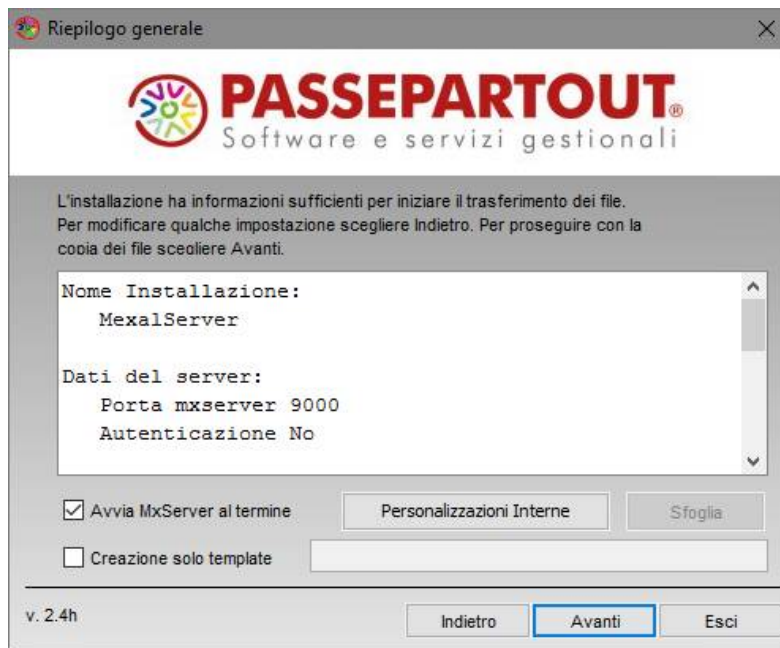 Riepilogo generale
PASSEPARTOUT®
Software e servizi gestionali
L'installazione ha informazioni sufficienti per iniziare il trasferimento dei file.
Per modificare qualche impostazione scegliere Indietro. Per proseguire con la
copia dei file scegliere Avanti.
Nome Installazione:
MexalServer
Dati del server:
Porta mxserver 9000
Autenticazione No
Avvia MxServer al termine
Personalizzazioni Interne
Sfoglia
Creazione solo template
v. 2.4h
Indietro
Avanti
Esci